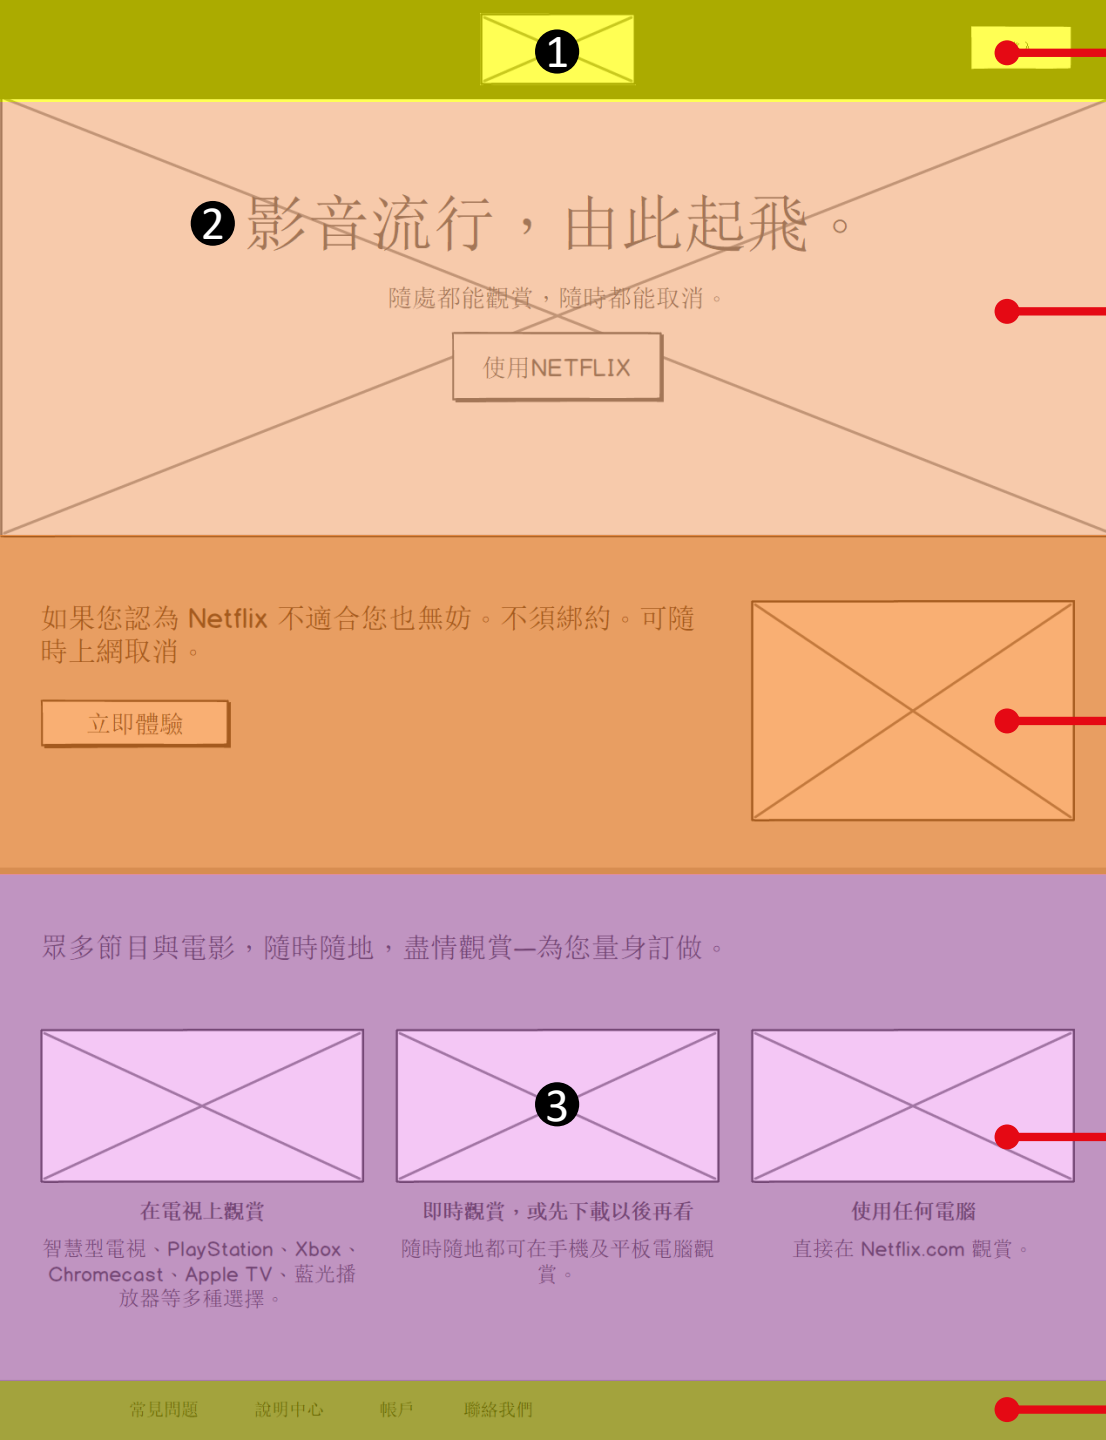 1
2 影音流行，由此起飛。
隨處都能觀賞，隨時都能取消。
使用NETFLIX
如果您認為 Netflix 不適合您也無妨。不須綁約。可隨
時上網取消。
立即體驗
眾多節目與電影，隨時隨地，盡情觀賞—為您量身訂做。
3
在電視上觀賞
智慧型電視、PlayStation、Xbox、
Chromecast、Apple TV、藍光播
放器等多種選擇。
即時觀賞，或先下載以後再看
隨時隨地都可在手機及平板電腦觀
賞。
使用任何電腦
直接在 Netflix.com 觀賞。
常見問題 說明中心 帳戶 聯絡我們